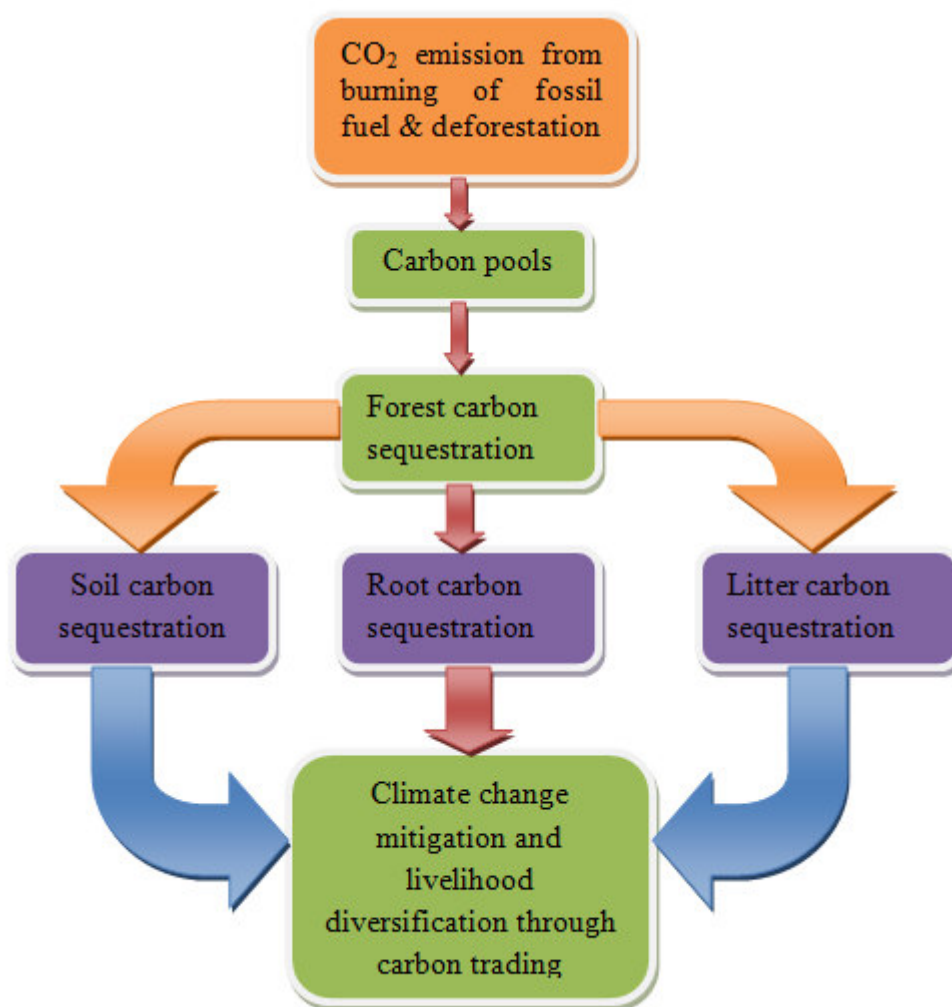 CO₂ emission from
burning of fossil
fuel & deforestation
Carbon pools
Forest carbon
sequestration
Soil carbon
sequestration
Root carbon
sequestration
Litter carbon
sequestration
Climate change
mitigation and
livelihood
diversification through
carbon trading